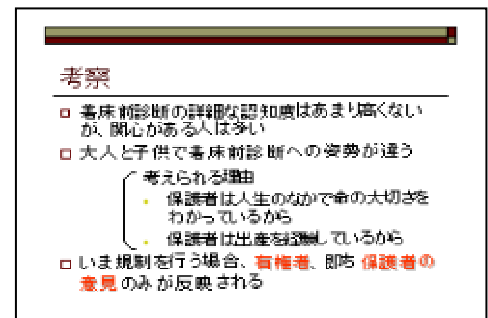 考察
着床前診断の詳細な認知度はあまり高くない
が、関心がある人は多い
大人と子供で着床前診断への姿勢が違う
考えられる理由
保護者は人生のなかで命の大切さを
わかっているから
保護者は出産を経験しているから
いま規制を行う場合、有権者、即ち保護者の
意見のみが反映される